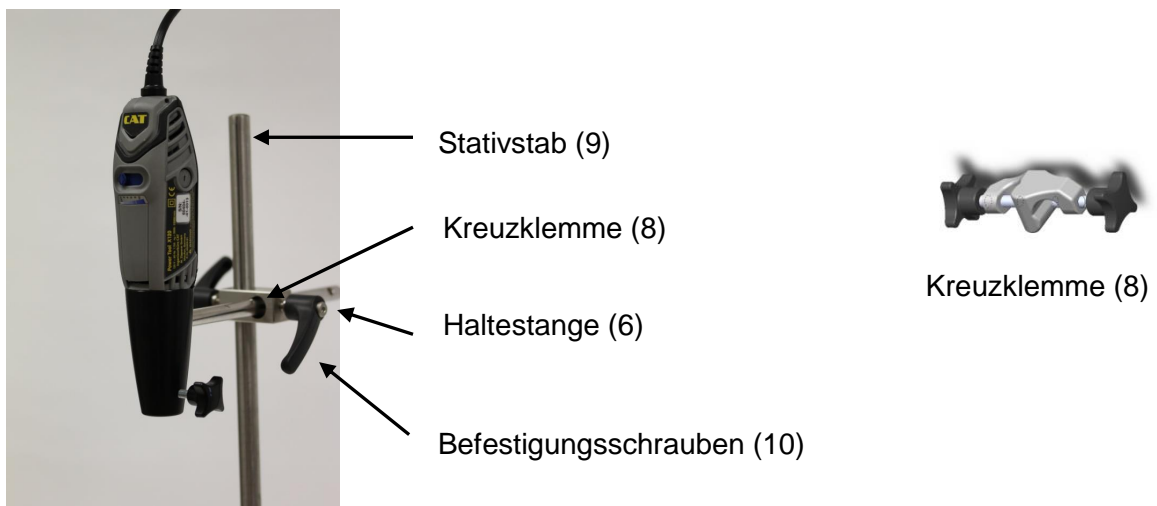 CAT
Stativstab (9)
Kreuzklemme (8)
Haltestange (6)
Befestigungsschrauben (10)
Kreuzklemme (8)